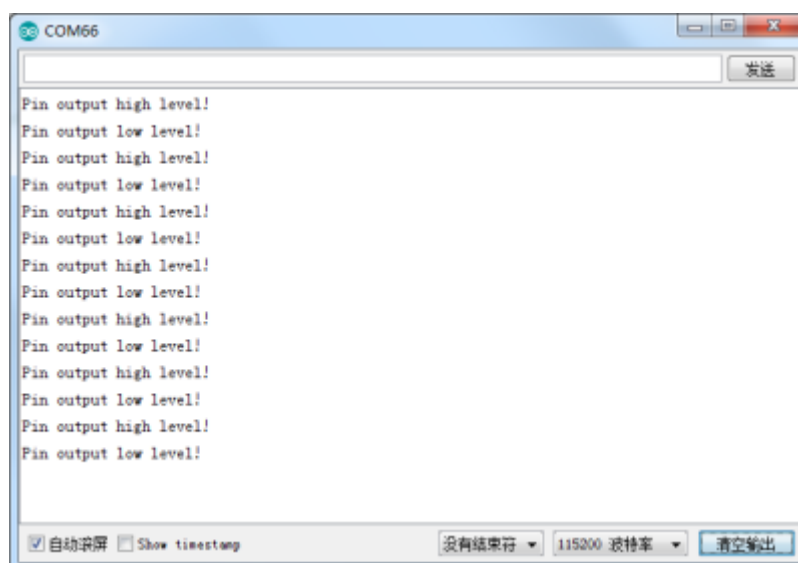 COM66
发送
Pin output high level!
Pin output low level!
Pin output high level!
Pin output low level!
Pin output high level!
Pin output low level!
Pin output high level!
Pin output low level!
Pin output high level!
Pin output low level!
Pin output high level!
Pin output low level!
Pin output high level!
Pin output low level!
自动滚屏 Show timestamp 没有结束符 115200 波特率 清空输出